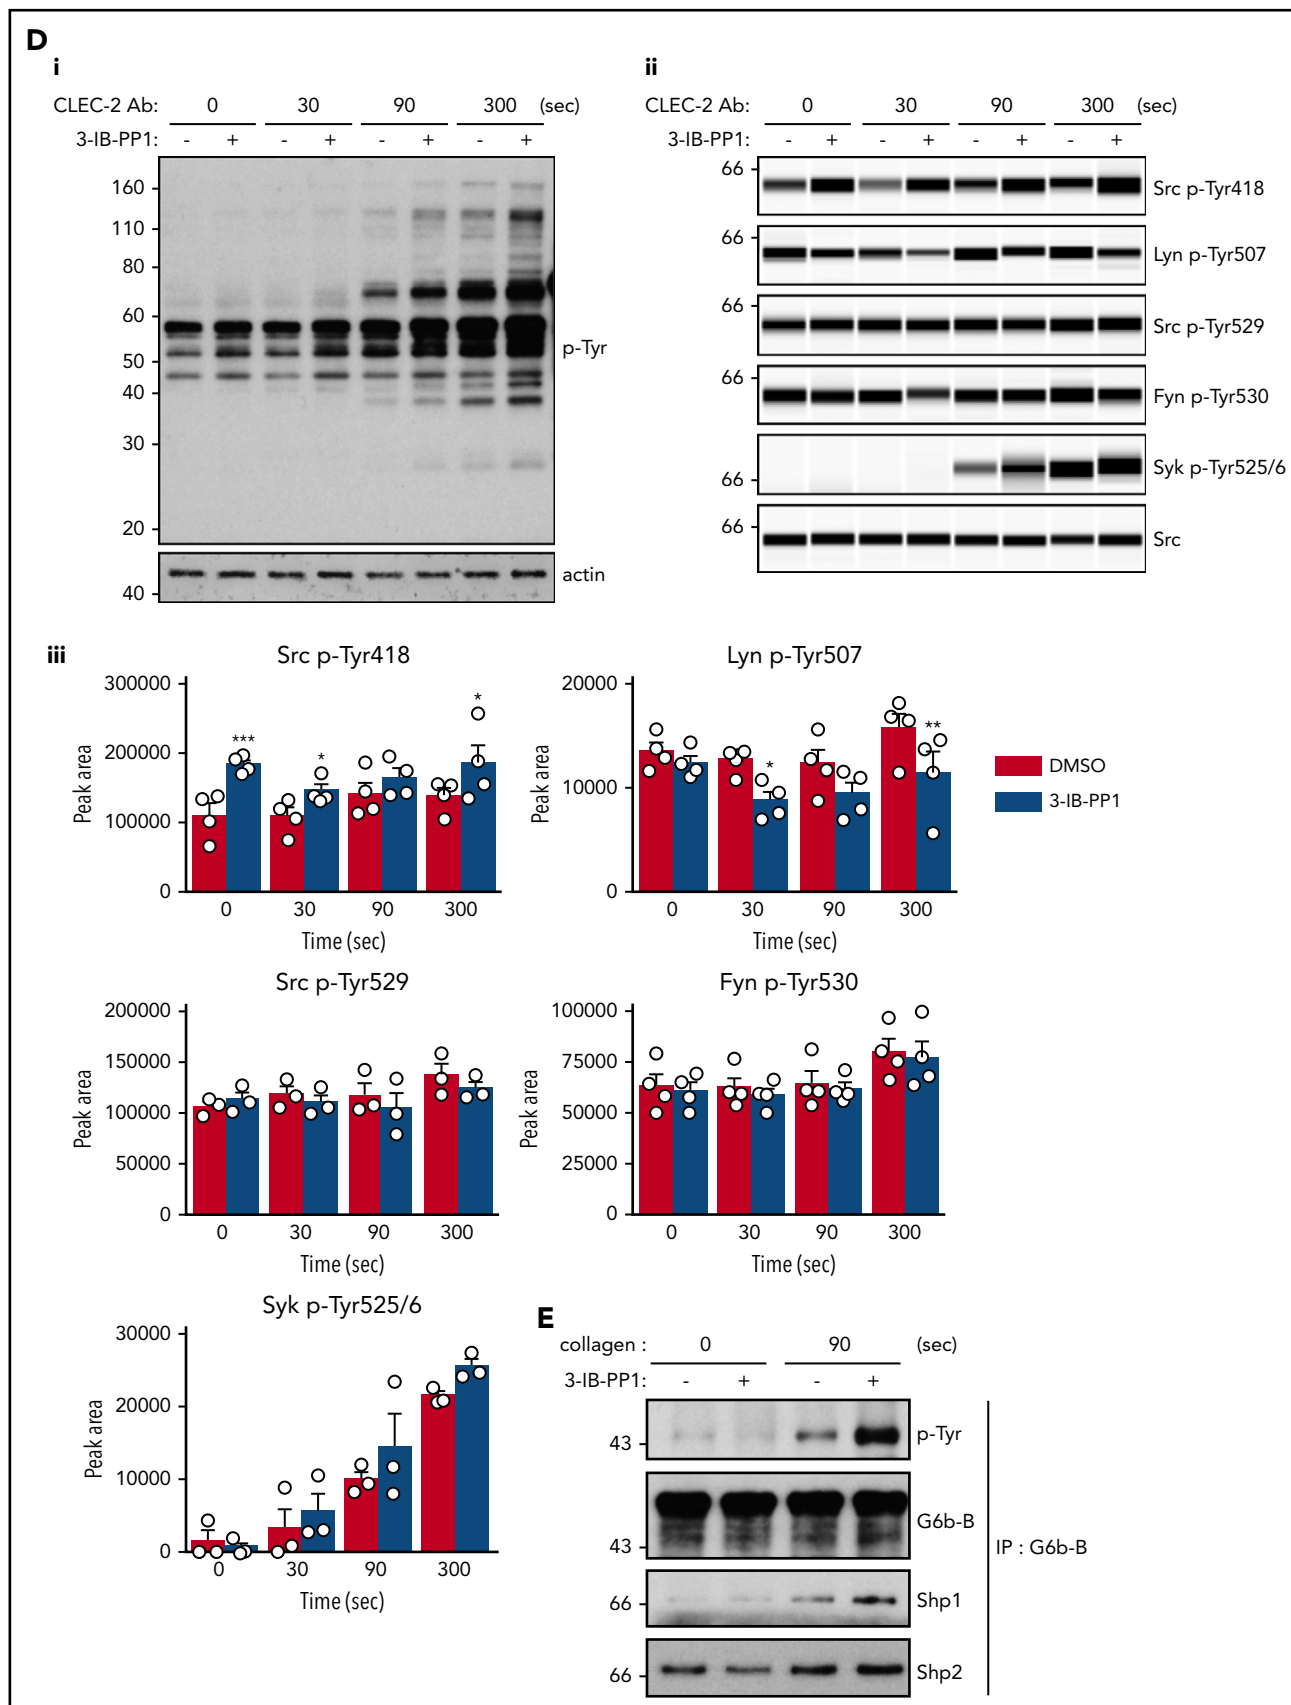 D
i
CLEC-2 Ab: 0 30 90 300 (sec)
3-IB-PP1: - + - + - + - +
160
110
80
60
50
40
30
20
p-Tyr
40
actin
ii
CLEC-2 Ab: 0 30 90 300 (sec)
3-IB-PP1: - + - + - + - +
66 Src p-Tyr418
66 Lyn p-Tyr507
66 Src p-Tyr529
66 Fyn p-Tyr530
66 Syk p-Tyr525/6
66 Src
iii
Src p-Tyr418
Peak area
300000
200000
100000
0
*** * *
0 30 90 300
Time (sec)
Lyn p-Tyr507
Peak area
20000
10000
0
* **
0 30 90 300
Time (sec)
DMSO
3-IB-PP1
Src p-Tyr529
Peak area
200000
150000
100000
50000
0
0 30 90 300
Time (sec)
Fyn p-Tyr530
Peak area
100000
75000
50000
25000
0
0 30 90 300
Time (sec)
Syk p-Tyr525/6
Peak area
30000
20000
10000
0
0 30 90 300
Time (sec)
E
collagen : 0 90 (sec)
3-IB-PP1: - + - +
43 p-Tyr
43 G6b-B
66 Shp1
66 Shp2
IP : G6b-B